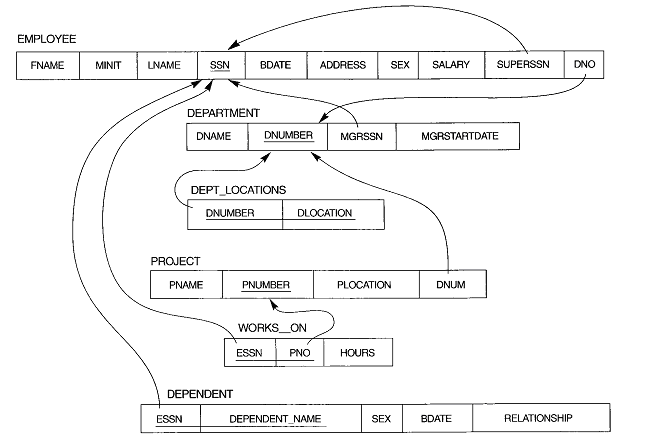 EMPLOYEE
FNAME MINIT LNAME SSN BDATE ADDRESS SEX SALARY SUPERSSN DNO
DEPARTMENT
DNAME DNUMBER MGRSSN MGRSTARTDATE
DEPT_LOCATIONS
DNUMBER DLOCATION
PROJECT
PNAME PNUMBER PLOCATION DNUM
WORKS_ON
ESSN PNO HOURS
DEPENDENT
ESSN DEPENDENT_NAME SEX BDATE RELATIONSHIP